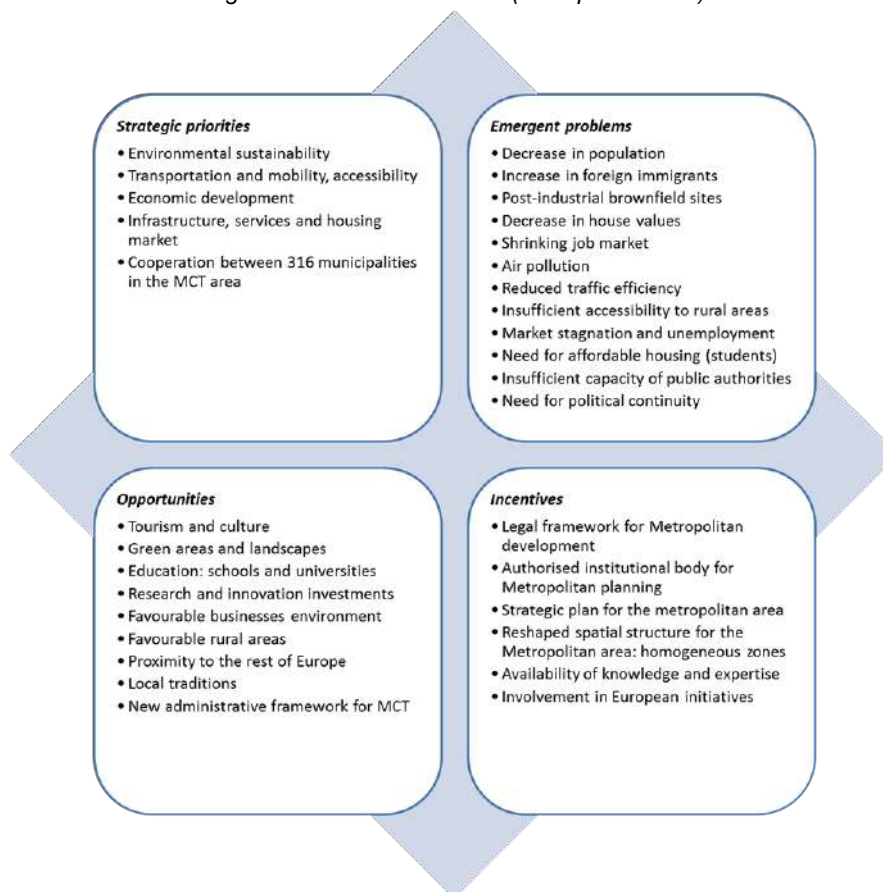 Strategic priorities
• Environmental sustainability
• Transportation and mobility, accessibility
• Economic development
• Infrastructure, services and housing
market
• Cooperation between 316 municipalities
in the MCT area
Emergent problems
• Decrease in population
• Increase in foreign immigrants
• Post-industrial brownfield sites
• Decrease in house values
• Shrinking job market
• Air pollution
• Reduced traffic efficiency
• Insufficient accessibility to rural areas
• Market stagnation and unemployment
• Need for affordable housing (students)
• Insufficient capacity of public authorities
• Need for political continuity
Opportunities
• Tourism and culture
• Green areas and landscapes
• Education: schools and universities
• Research and innovation investments
• Favourable businesses environment
• Favourable rural areas
• Proximity to the rest of Europe
• Local traditions
• New administrative framework for MCT
Incentives
• Legal framework for Metropolitan
development
• Authorised institutional body for
Metropolitan planning
• Strategic plan for the metropolitan area
• Reshaped spatial structure for the
Metropolitan area: homogeneous zones
• Availability of knowledge and expertise
• Involvement in European initiatives